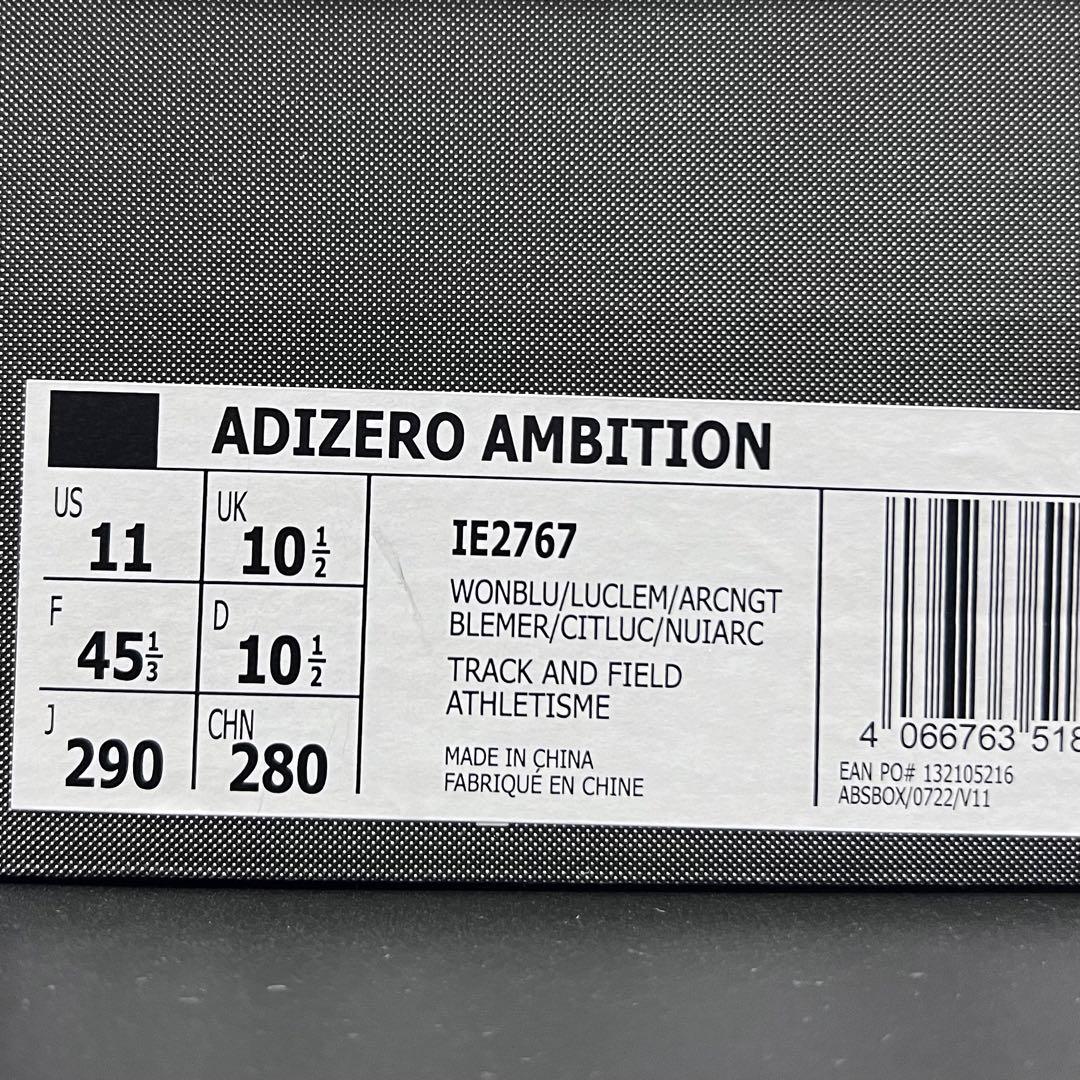 ADIZERO AMBITION
US
11
UK
10 1/2
F
45 1/3
D
10 1/2
J
290
CHN
280
IE2767
WONBLU/LUCLEM/ARCNGT
BLEMER/CITLUC/NUIARC
TRACK AND FIELD
ATHLETISME
MADE IN CHINA
FABRIQUÉ EN CHINE
4 066763 518
EAN PO# 132105216
ABSBOX/0722/V11